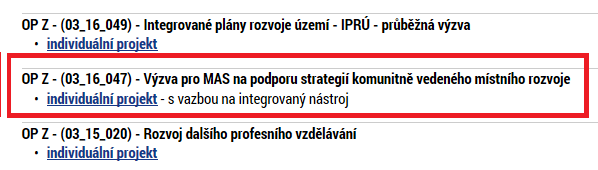 OP Z - (03_16_049) - Integrované plány rozvoje území - IPRÚ - průběžná výzva
• individuální projekt
OP Z - (03_16_047) - Výzva pro MAS na podporu strategií komunitně vedeného místního rozvoje
• individuální projekt - s vazbou na integrovaný nástroj
OP Z - (03_15_020) - Rozvoj dalšího profesního vzdělávání
• individuální projekt